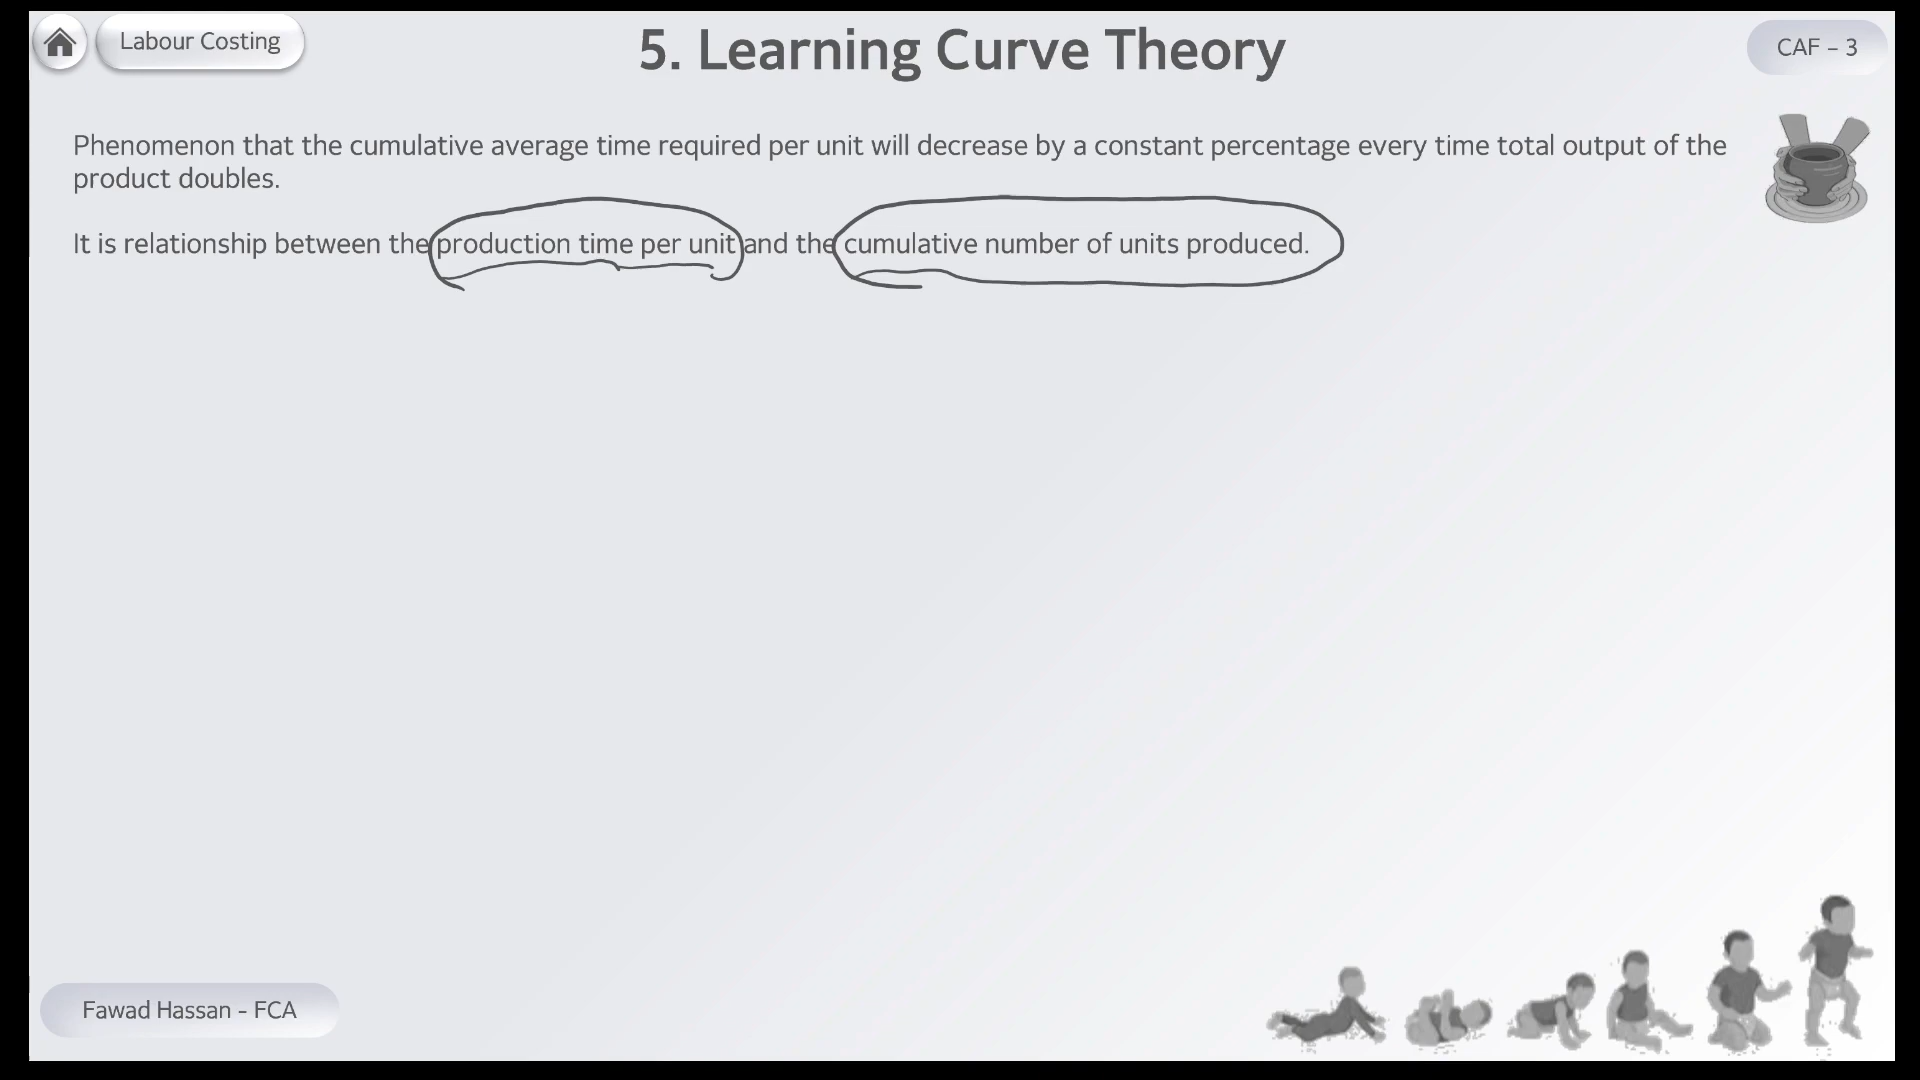 Labour Costing
5. Learning Curve Theory
CAF – 3
Phenomenon that the cumulative average time required per unit will decrease by a constant percentage every time total output of the
product doubles.
It is relationship between the production time per unit and the cumulative number of units produced.
Fawad Hassan - FCA